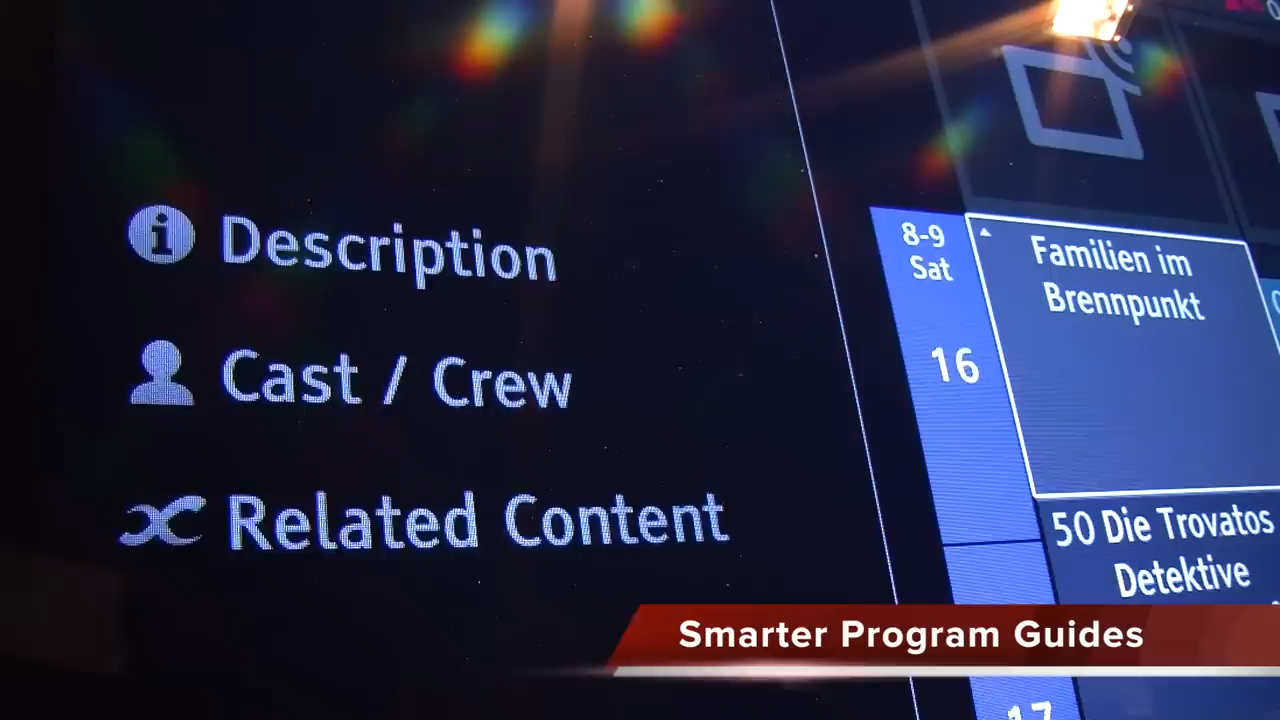 Description
Cast / Crew
Related Content
8-9
Sat
16
Familien im
Brennpunkt
50 Die Trovatos
Detektive
17
Smarter Program Guides